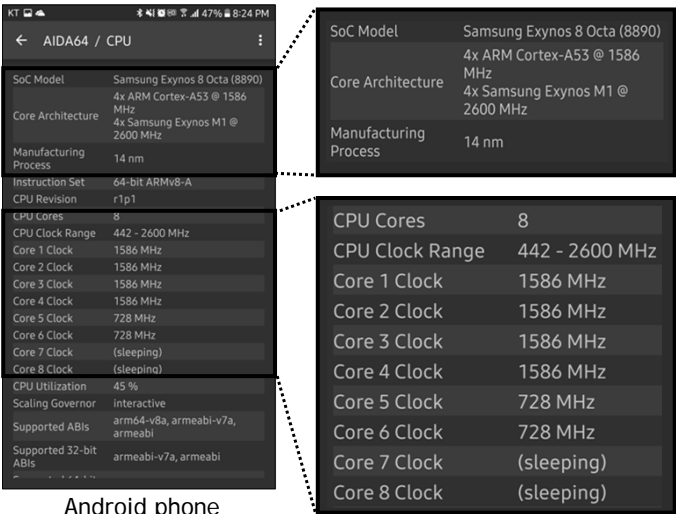 KT 47% 8:24 PM
AIDA64 / CPU
SoC Model Samsung Exynos 8 Octa (8890)
Core Architecture 4x ARM Cortex-A53 @ 1586
MHz
4x Samsung Exynos M1 @
2600 MHz
Manufacturing
Process 14 nm
Instruction Set 64-bit ARMv8-A
CPU Revision r1p1
CPU Cores 8
CPU Clock Range 442 - 2600 MHz
Core 1 Clock 1586 MHz
Core 2 Clock 1586 MHz
Core 3 Clock 1586 MHz
Core 4 Clock 1586 MHz
Core 5 Clock 728 MHz
Core 6 Clock 728 MHz
Core 7 Clock (sleeping)
Core 8 Clock (sleeping)
CPU Utilization 45 %
Scaling Governor interactive
Supported ABIs arm64-v8a, armeabi-v7a,
armeabi
Supported 32-bit
ABIs armeabi-v7a, armeabi
Android phone
SoC Model Samsung Exynos 8 Octa (8890)
Core Architecture 4x ARM Cortex-A53 @ 1586
MHz
4x Samsung Exynos M1 @
2600 MHz
Manufacturing
Process 14 nm
CPU Cores 8
CPU Clock Range 442 - 2600 MHz
Core 1 Clock 1586 MHz
Core 2 Clock 1586 MHz
Core 3 Clock 1586 MHz
Core 4 Clock 1586 MHz
Core 5 Clock 728 MHz
Core 6 Clock 728 MHz
Core 7 Clock (sleeping)
Core 8 Clock (sleeping)